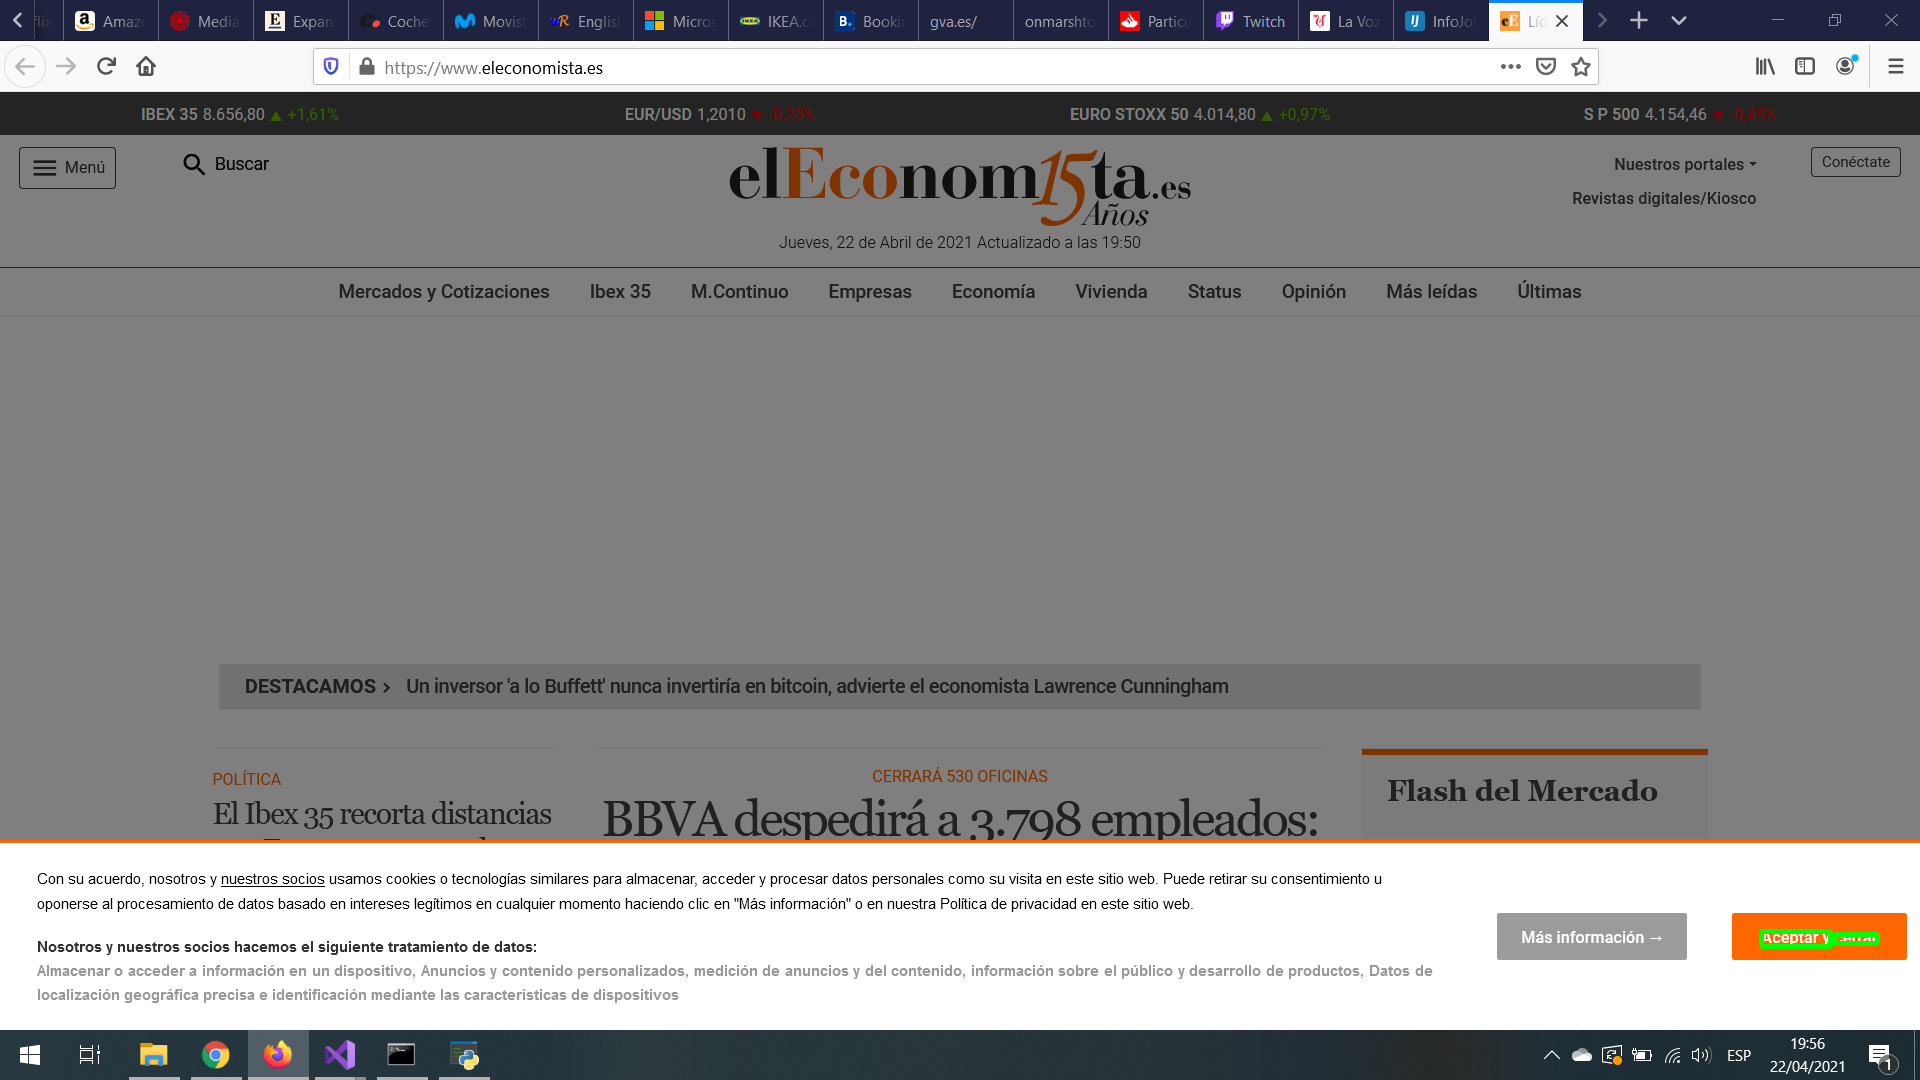 Amaz
Media
Expan
Coche
Movist
English
Micros
IKEA.c
Bookin
gva.es/
onmarshto
Particu
Twitch
La Voz
InfoJo
Líd
https://www.eleconomista.es
IBEX 35 8.656,80 +1,61%
EUR/USD 1,2010 -0,23%
EURO STOXX 50 4.014,80 +0,97%
S P 500 4.154,46 -0,45%
Menú
Buscar
elEconom15ta.es
Años
Nuestros portales
Conéctate
Revistas digitales/Kiosco
Jueves, 22 de Abril de 2021 Actualizado a las 19:50
Mercados y Cotizaciones Ibex 35 M.Continuo Empresas Economía Vivienda Status Opinión Más leídas Últimas
DESTACAMOS > Un inversor 'a lo Buffett' nunca invertiría en bitcoin, advierte el economista Lawrence Cunningham
POLÍTICA
El Ibex 35 recorta distancias
CERRARÁ 530 OFICINAS
BBVA despedirá a 3.798 empleados:
Flash del Mercado
Con su acuerdo, nosotros y nuestros socios usamos cookies o tecnologías similares para almacenar, acceder y procesar datos personales como su visita en este sitio web. Puede retirar su consentimiento u
oponerse al procesamiento de datos basado en intereses legítimos en cualquier momento haciendo clic en "Más información" o en nuestra Política de privacidad en este sitio web.
Nosotros y nuestros socios hacemos el siguiente tratamiento de datos:
Almacenar o acceder a información en un dispositivo, Anuncios y contenido personalizados, medición de anuncios y del contenido, información sobre el público y desarrollo de productos, Datos de
localización geográfica precisa e identificación mediante las características de dispositivos
Más información →
Aceptar y cerrar
ESP
19:56
22/04/2021
1